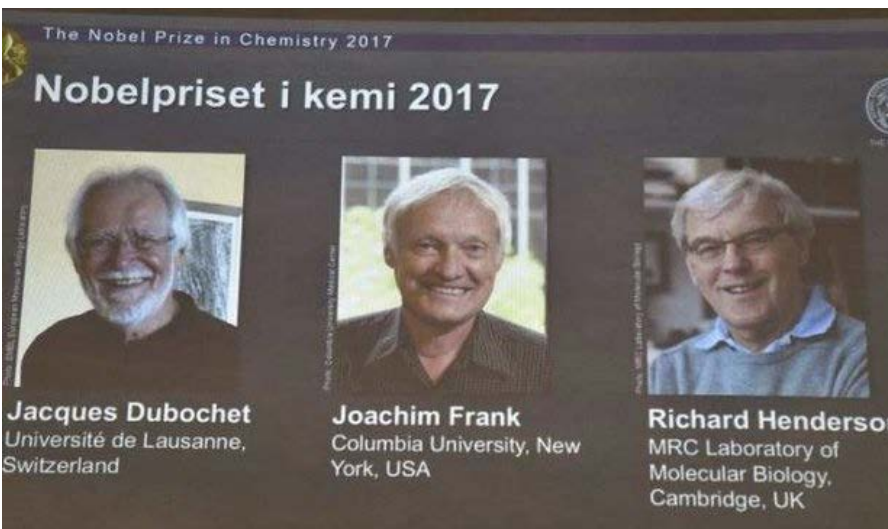 The Nobel Prize in Chemistry 2017
Nobelpriset i kemi 2017
Jacques Dubochet
Université de Lausanne,
Switzerland
Joachim Frank
Columbia University, New
York, USA
Richard Henderso
MRC Laboratory of
Molecular Biology,
Cambridge, UK